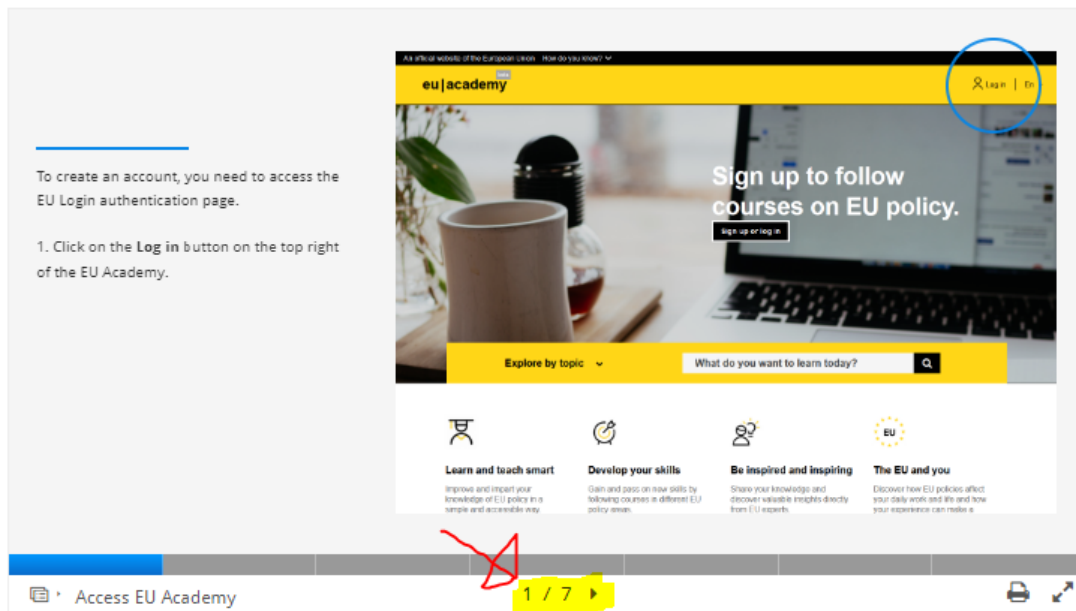 An official website of the European Union How do you know?
eu|academy
beta
Log in | En
To create an account, you need to access the
EU Login authentication page.
1. Click on the Log in button on the top right
of the EU Academy.
Sign up to follow
courses on EU policy.
Sign up or log in
Explore by topic
What do you want to learn today?
EU
Learn and teach smart
Improve and impart your
knowledge of EU policy in a
simple and accessible way.
Develop your skills
Gain and pass on new skills by
following courses in different EU
policy areas.
Be inspired and inspiring
Share your knowledge and
discover valuable insights directly
from EU experts.
The EU and you
Discover how EU policies affect
your daily work and life and how
your experience can make a
Access EU Academy
1 / 7